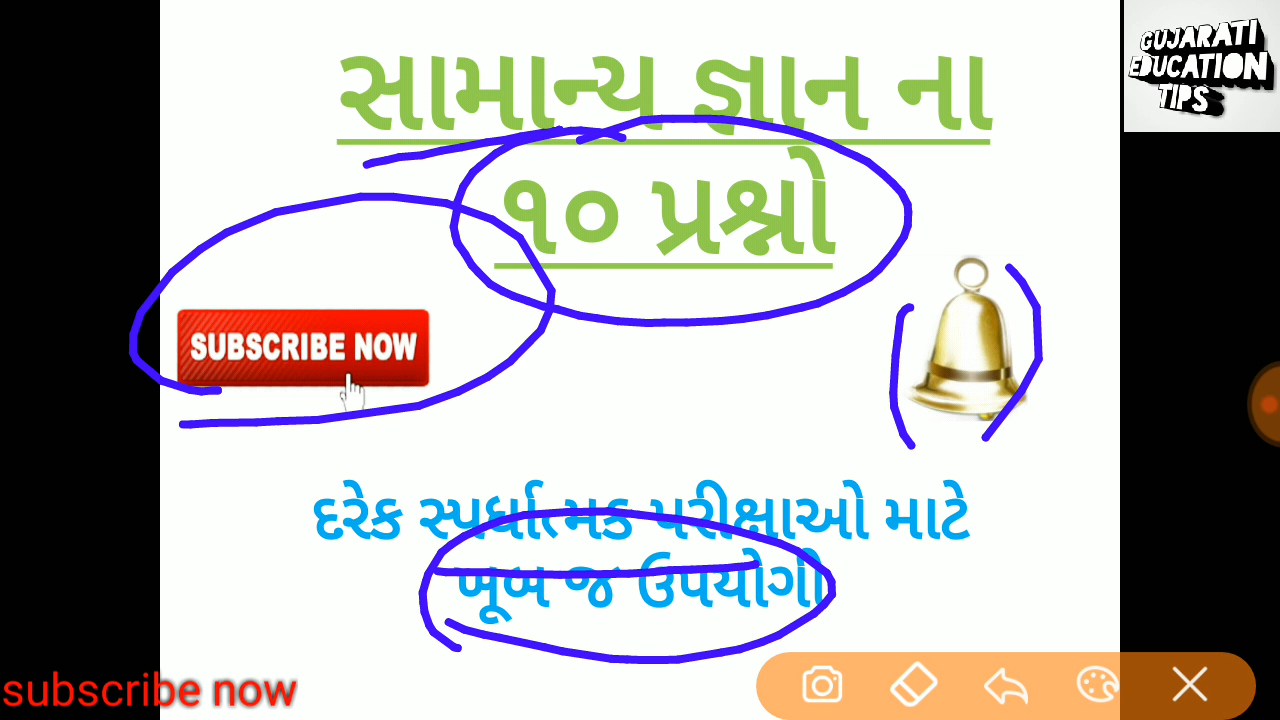 GUJARATI
EDUCATION
TIPS
સામાન્ય જ્ઞાન ના
૧૦ પ્રશ્નો
SUBSCRIBE NOW
દરેક સ્પર્ધાત્મક પરીક્ષાઓ માટે
ખૂબ જ ઉપયોગી
subscribe now